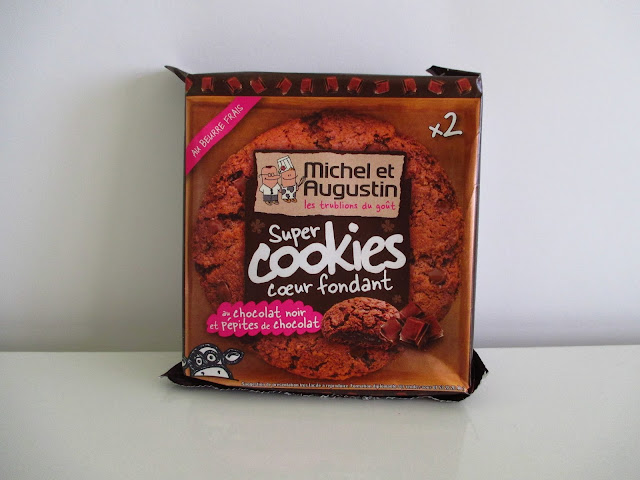 AU BEURRE FRAIS
x2
Michel et
Augustin
les trublions du goût
Super
cookies
cœur fondant
au chocolat noir
et pépites de chocolat